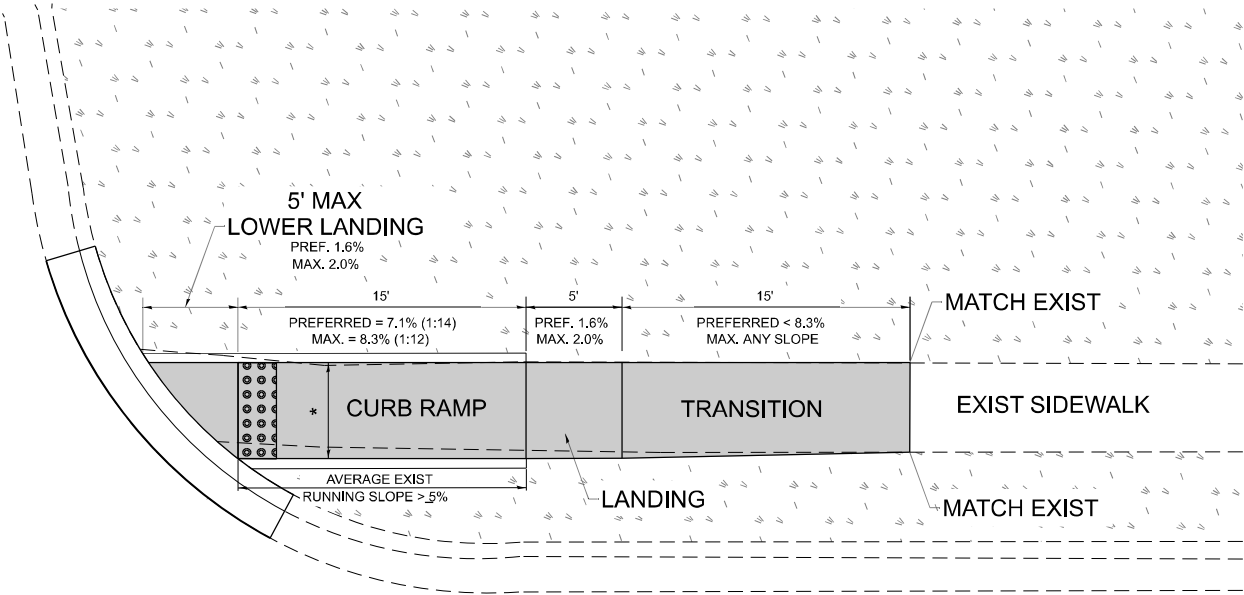 5' MAX
LOWER LANDING
PREF. 1.6%
MAX. 2.0%
15'
5'
15'
PREFERRED = 7.1% (1:14)
MAX. = 8.3% (1:12)
PREF. 1.6%
MAX. 2.0%
PREFERRED < 8.3%
MAX. ANY SLOPE
MATCH EXIST
*
CURB RAMP
TRANSITION
EXIST SIDEWALK
AVERAGE EXIST
RUNNING SLOPE > 5%
LANDING
MATCH EXIST